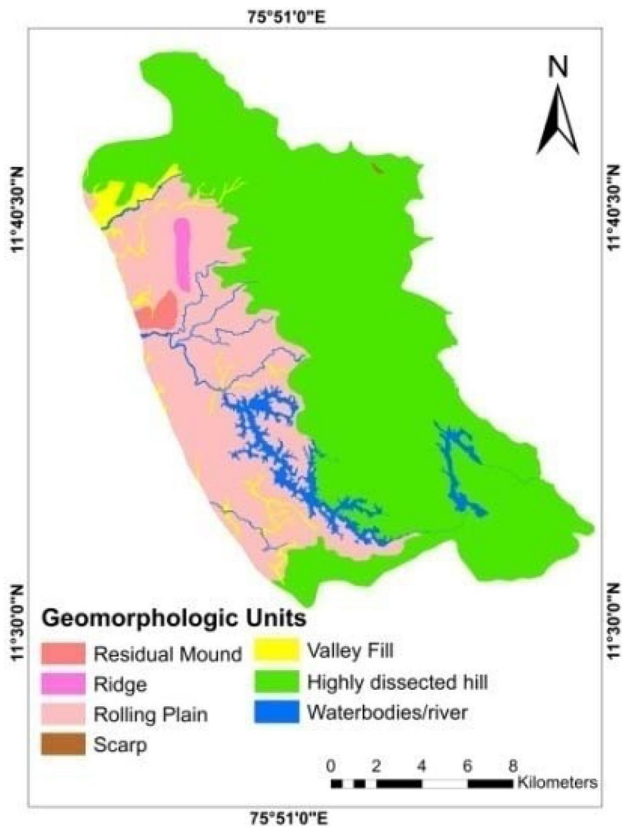 75°51'0"E
N
11°40'30"N
11°40'30"N
11°30'0"N
11°30'0"N
Geomorphologic Units
Residual Mound
Ridge
Rolling Plain
Scarp
Valley Fill
Highly dissected hill
Waterbodies/river
0 2 4 6 8
Kilometers
75°51'0"E